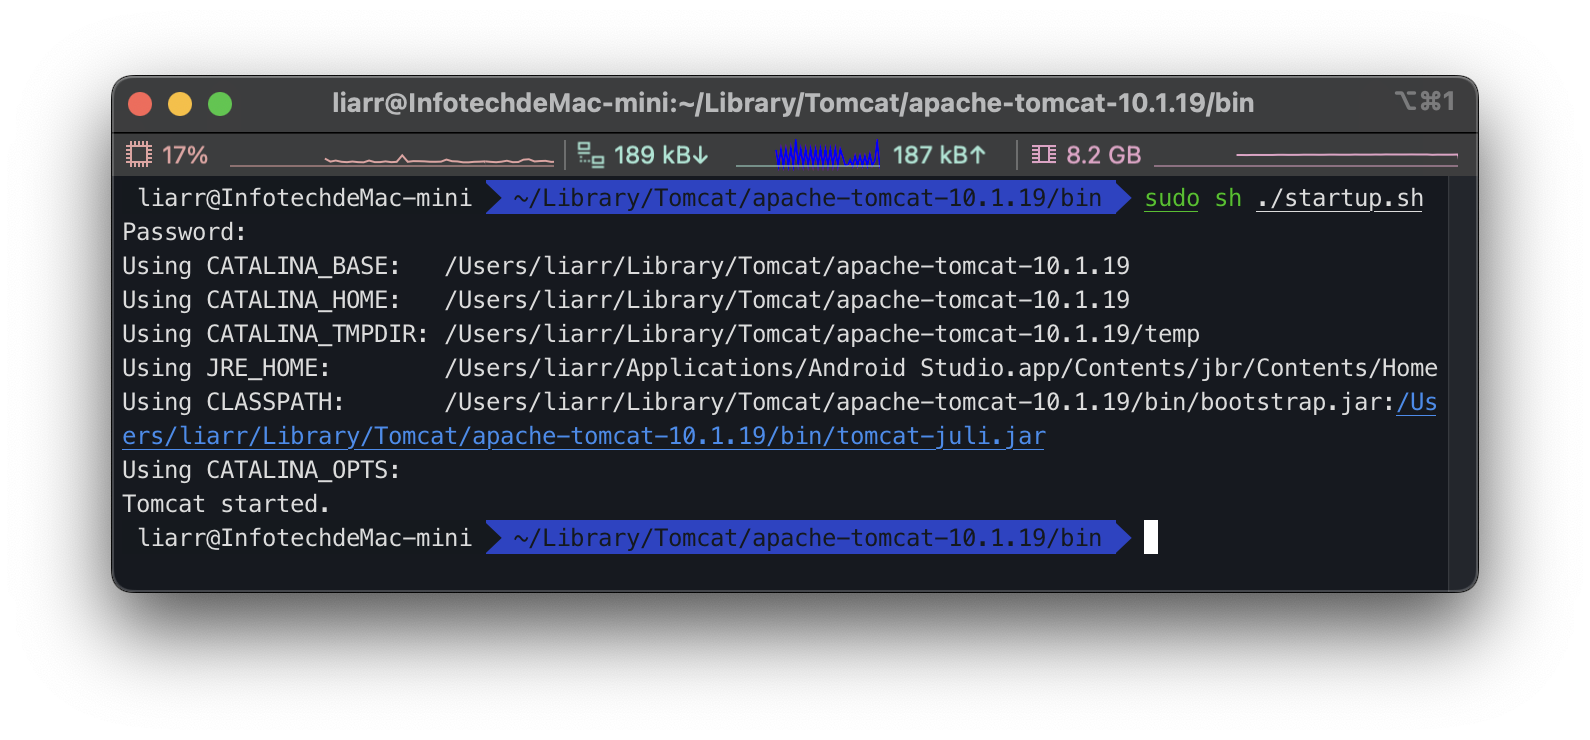 liarr@InfotechdeMac-mini:~/Library/Tomcat/apache-tomcat-10.1.19/bin
⌥⌘1
17% 189 kB↓ 187 kB↑ 8.2 GB
liarr@InfotechdeMac-mini ~/Library/Tomcat/apache-tomcat-10.1.19/bin sudo sh ./startup.sh
Password:
Using CATALINA_BASE:   /Users/liarr/Library/Tomcat/apache-tomcat-10.1.19
Using CATALINA_HOME:   /Users/liarr/Library/Tomcat/apache-tomcat-10.1.19
Using CATALINA_TMPDIR: /Users/liarr/Library/Tomcat/apache-tomcat-10.1.19/temp
Using JRE_HOME:        /Users/liarr/Applications/Android Studio.app/Contents/jbr/Contents/Home
Using CLASSPATH:       /Users/liarr/Library/Tomcat/apache-tomcat-10.1.19/bin/bootstrap.jar:/Us
ers/liarr/Library/Tomcat/apache-tomcat-10.1.19/bin/tomcat-juli.jar
Using CATALINA_OPTS:
Tomcat started.
liarr@InfotechdeMac-mini ~/Library/Tomcat/apache-tomcat-10.1.19/bin